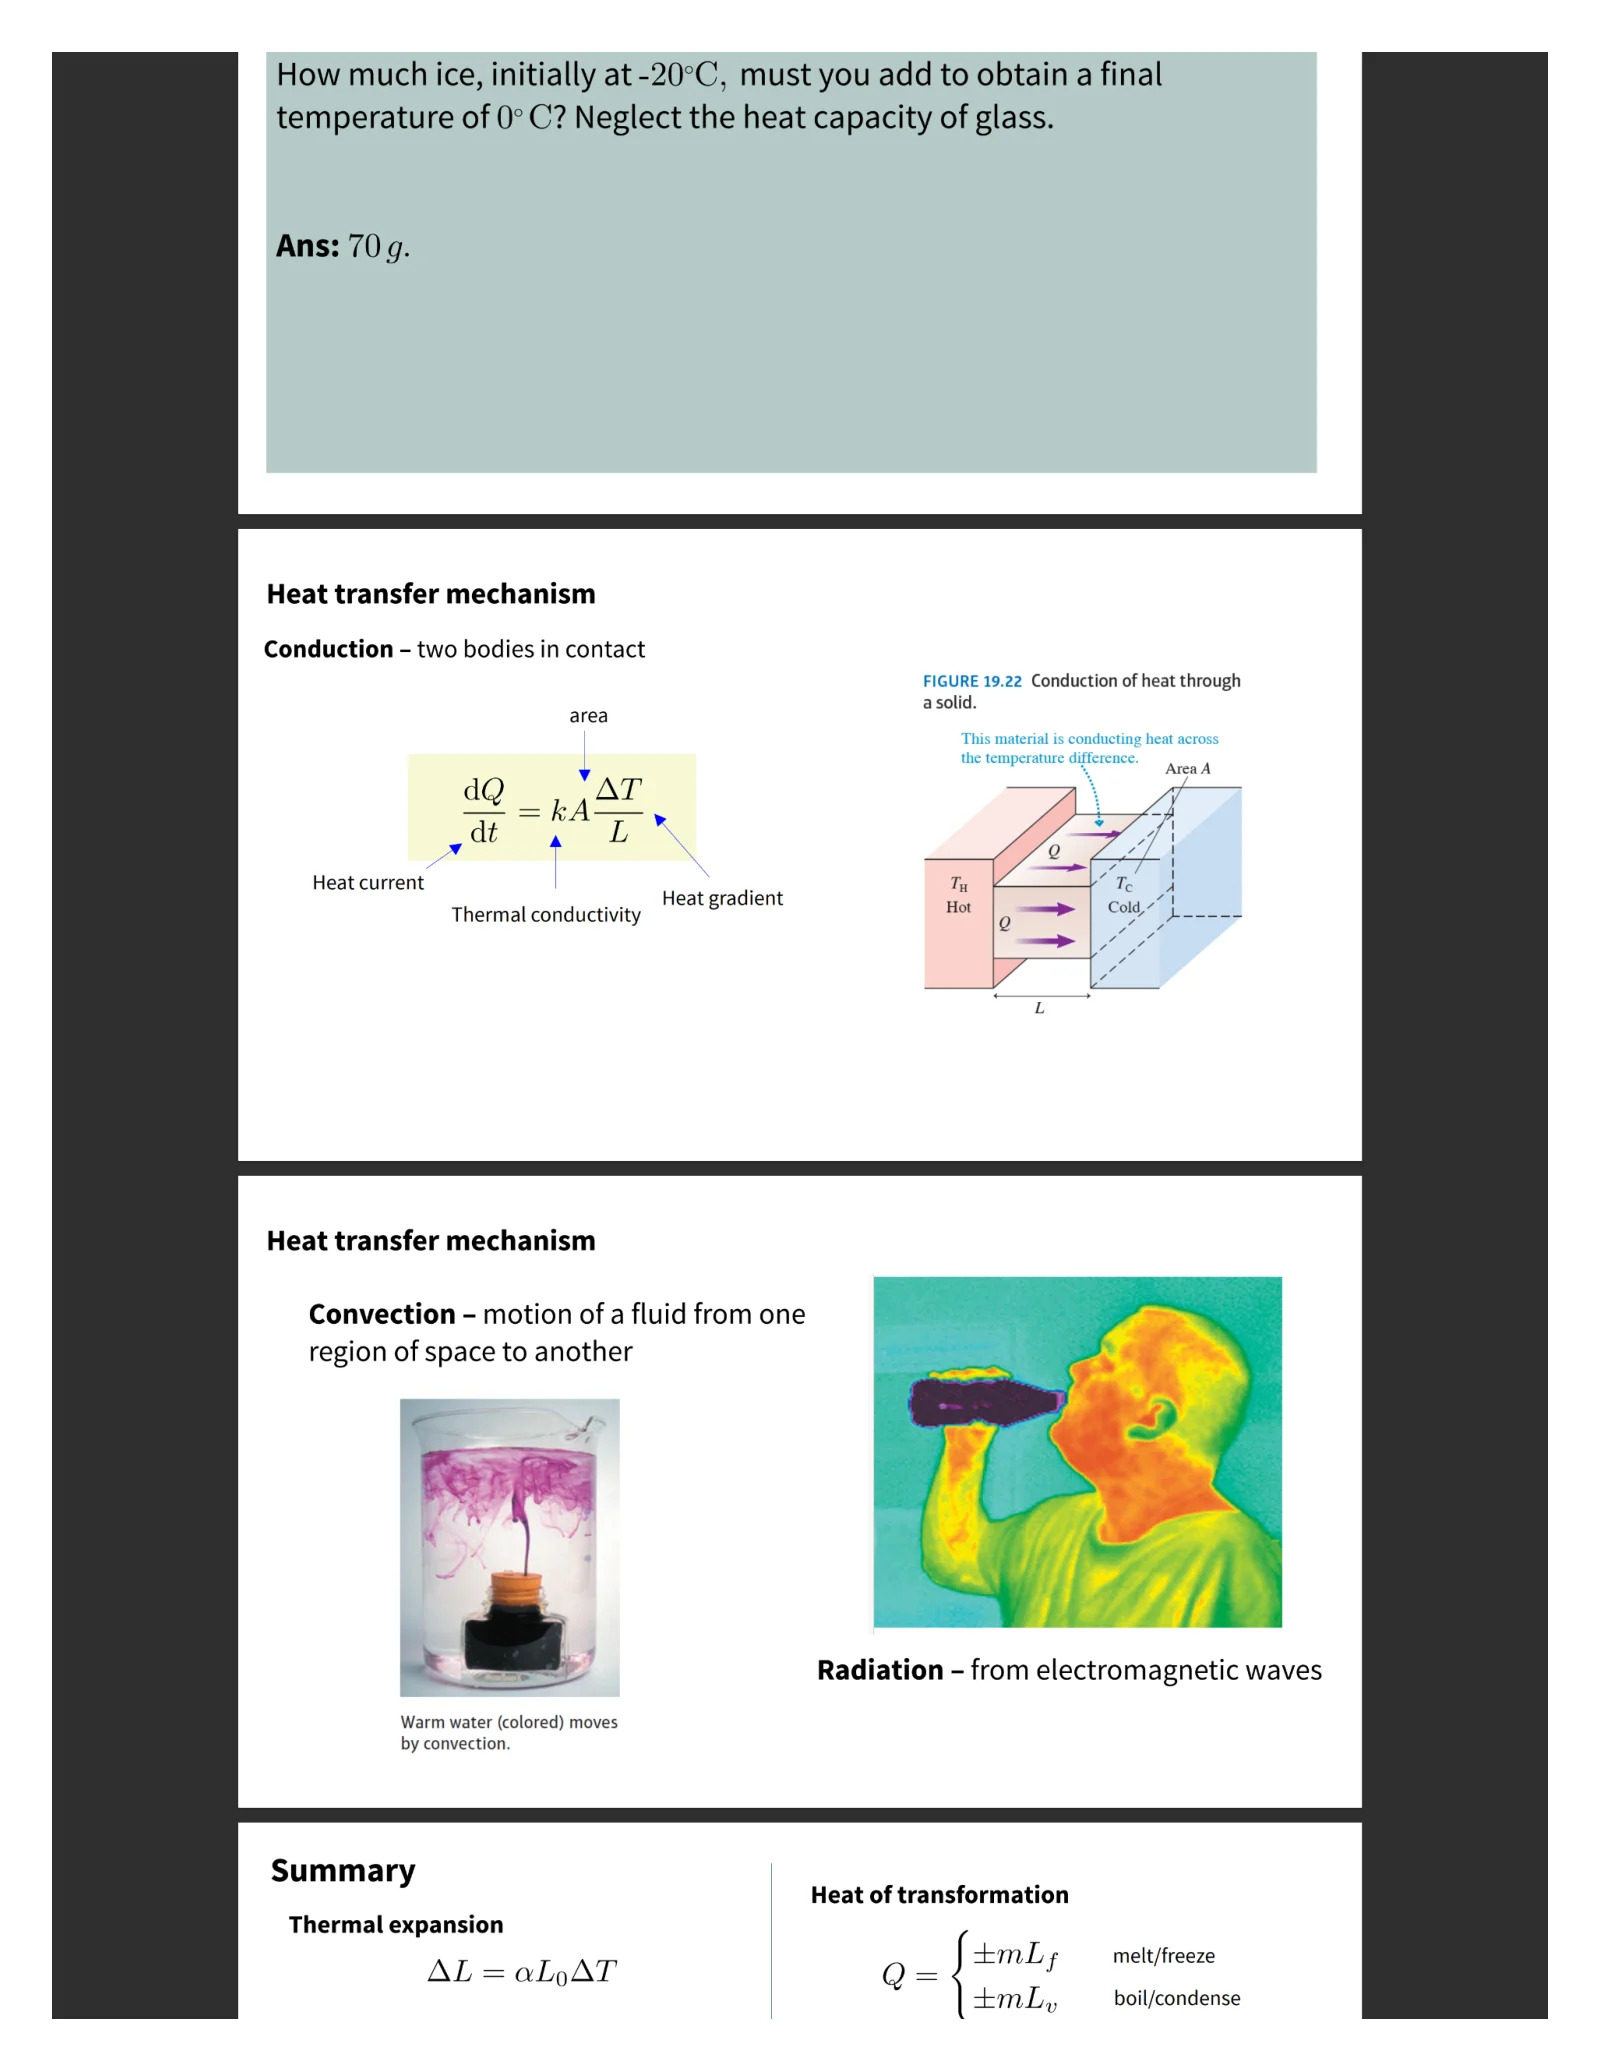 How much ice, initially at -20°C, must you add to obtain a final
temperature of 0° C? Neglect the heat capacity of glass.
Ans: 70 g.
Heat transfer mechanism
Conduction – two bodies in contact
area
dQ/dt = kA ΔT/L
Heat current
Thermal conductivity
Heat gradient
FIGURE 19.22 Conduction of heat through
a solid.
This material is conducting heat across
the temperature difference.
Area A
Q
T_H
Hot
T_C
Cold
Q
L
Heat transfer mechanism
Convection – motion of a fluid from one
region of space to another
Warm water (colored) moves
by convection.
Radiation – from electromagnetic waves
Summary
Thermal expansion
ΔL = αL₀ΔT
Heat of transformation
Q = {
±mL_f melt/freeze
±mL_v boil/condense